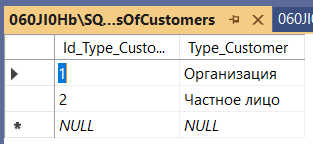 060JI0Hb\SQ...sOfCustomers 060JI0
Id_Type_Custo... Type_Customer
1 Организация
2 Частное лицо
NULL NULL